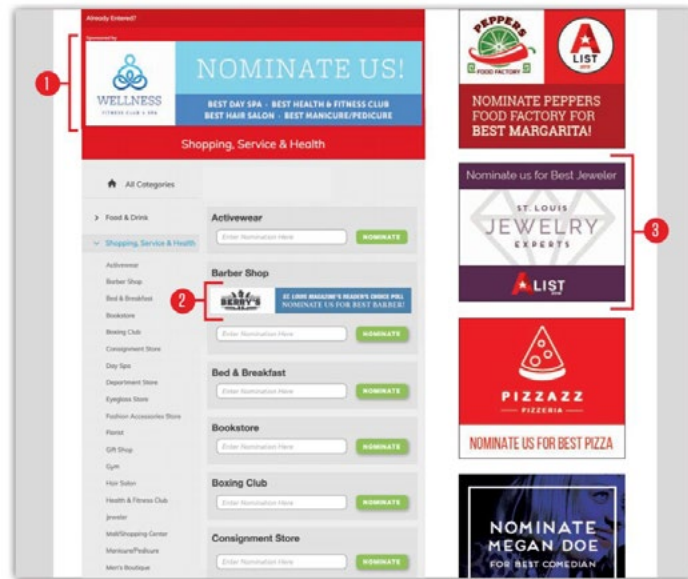 Already Entered?
Sponsored by
1
WELLNESS
FITNESS CLUB & SPA
NOMINATE US!
BEST DAY SPA • BEST HEALTH & FITNESS CLUB
BEST HAIR SALON • BEST MANICURE/PEDICURE
Shopping, Service & Health
All Categories
Food & Drink
Shopping, Service & Health
Activewear
Barber Shop
Bed & Breakfast
Bookstore
Boxing Club
Consignment Store
Day Spa
Department Store
Eyeglass Store
Fashion Accessories Store
Florist
Gift Shop
Gym
Hair Salon
Health & Fitness Club
Jeweler
Mall/Shopping Center
Manicure/Pedicure
Men's Boutique
Activewear
Enter Nomination Here
NOMINATE
Barber Shop
2
BERRY'S
ST. LOUIS MAGAZINE'S READER'S CHOICE POLL
NOMINATE US FOR BEST BARBER!
Enter Nomination Here
NOMINATE
Bed & Breakfast
Enter Nomination Here
NOMINATE
Bookstore
Enter Nomination Here
NOMINATE
Boxing Club
Enter Nomination Here
NOMINATE
Consignment Store
Enter Nomination Here
NOMINATE
PEPPERS
FOOD FACTORY
A
LIST
NOMINATE PEPPERS
FOOD FACTORY FOR
BEST MARGARITA!
Nominate us for Best Jeweler
ST. LOUIS
JEWELRY
EXPERTS
A LIST
3
PIZZAZZ
PIZZERIA
NOMINATE US FOR BEST PIZZA
NOMINATE
MEGAN DOE
FOR BEST COMEDIAN